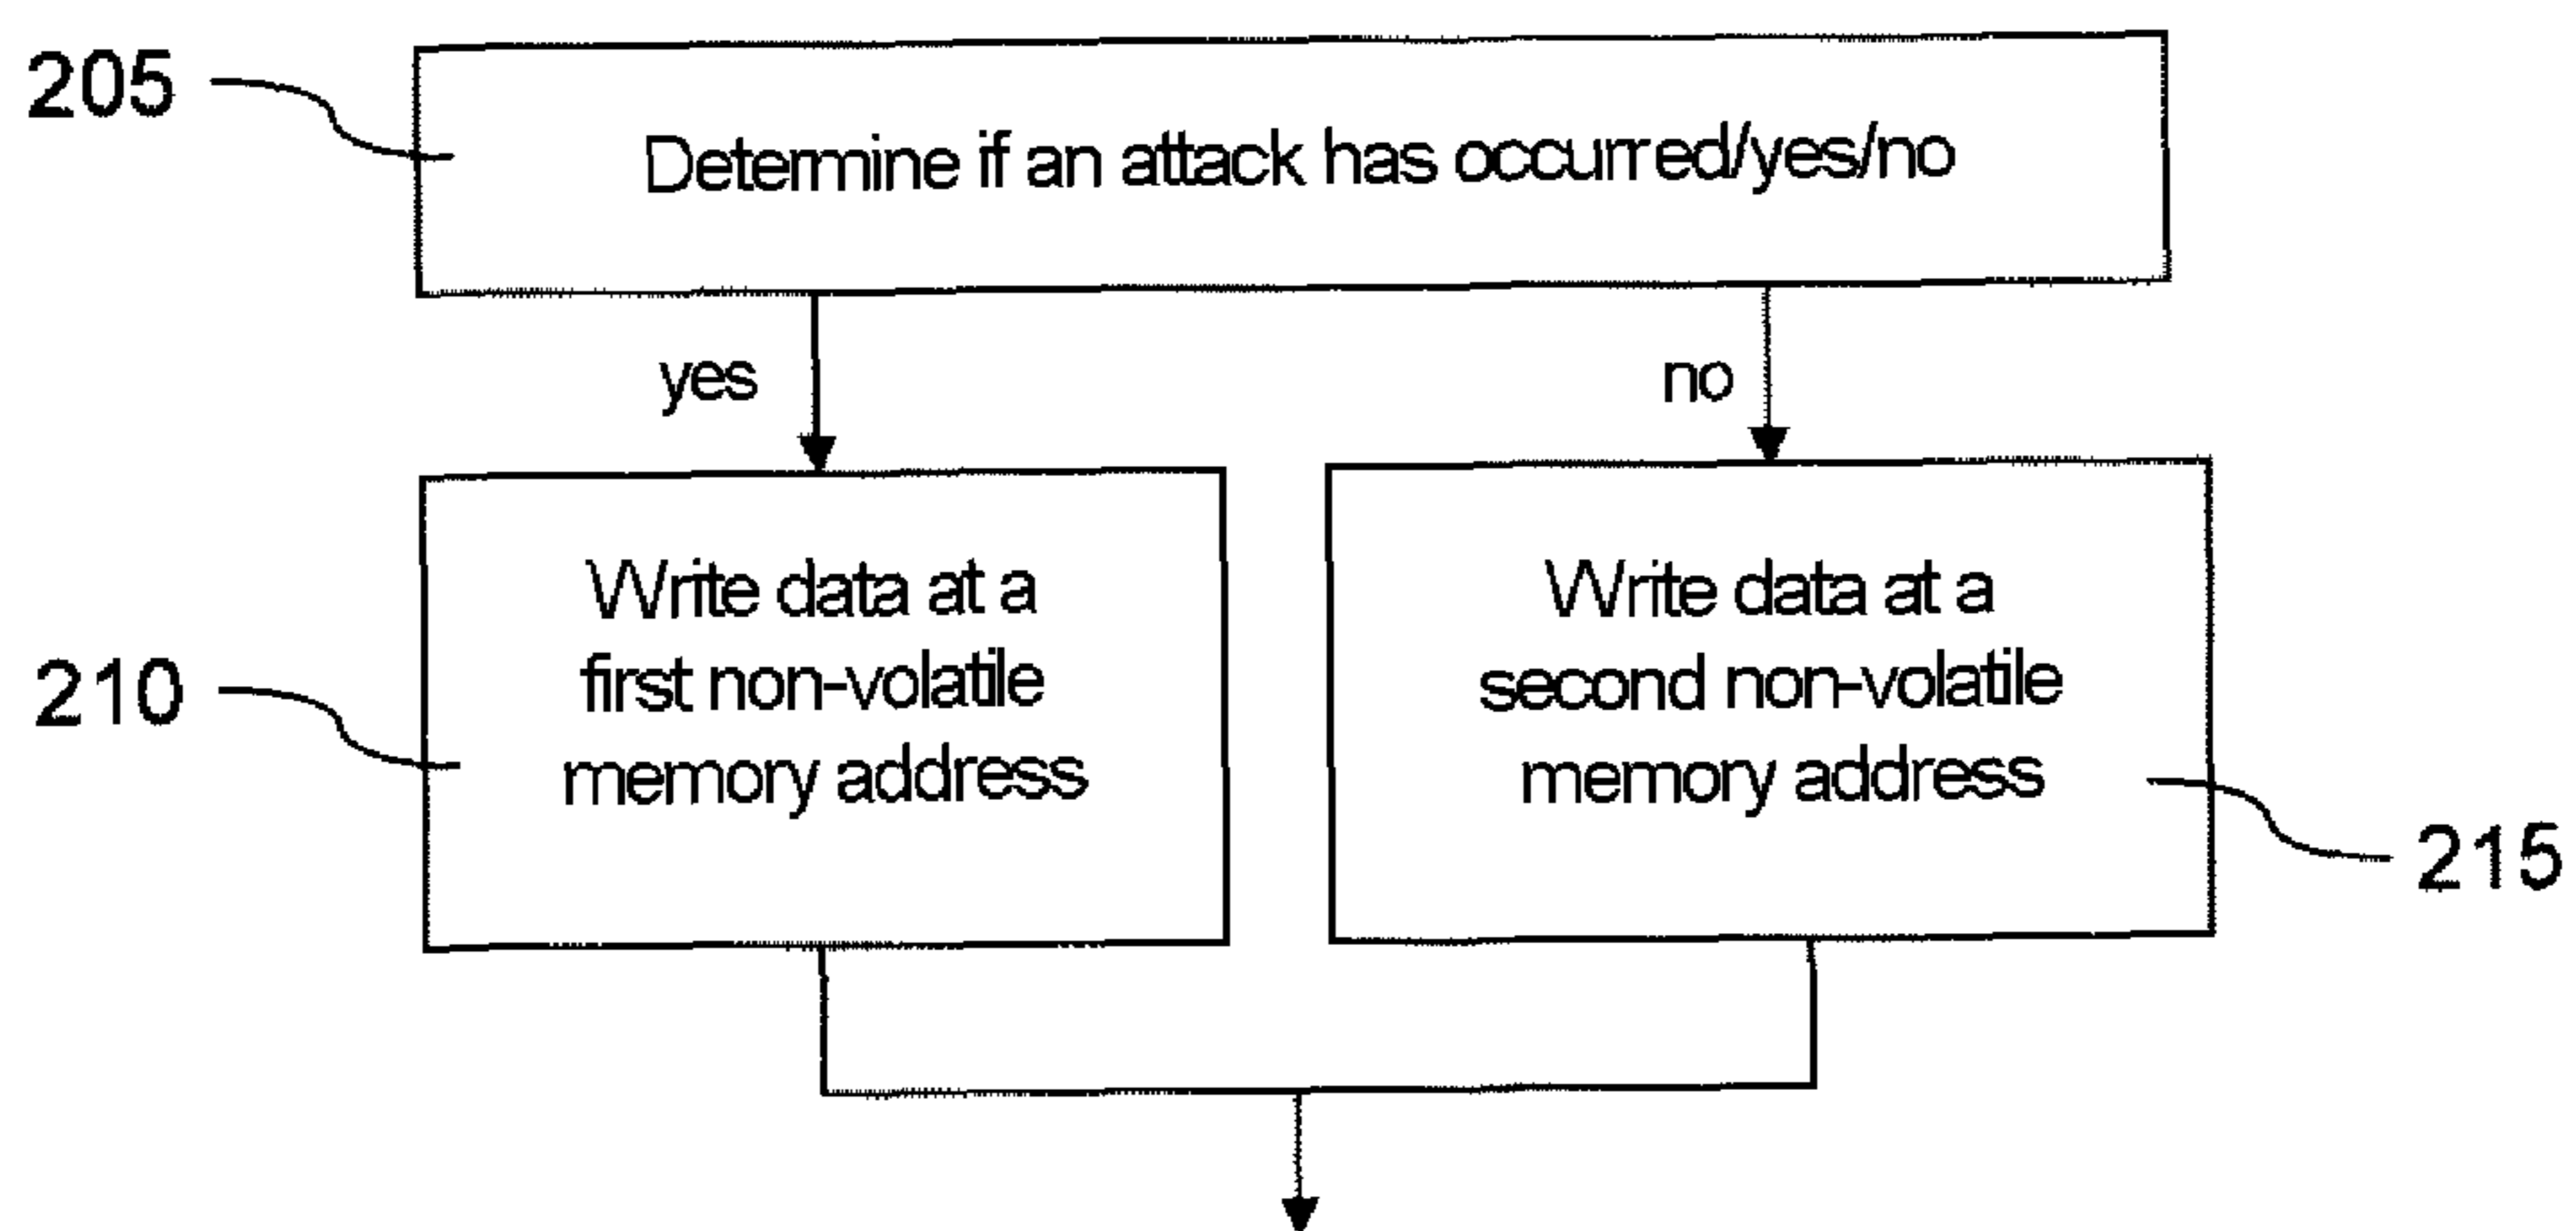 205
Determine if an attack has occurred/yes/no
yes
no
Write data at a
first non-volatile
memory address
210
Write data at a
second non-volatile
memory address
215